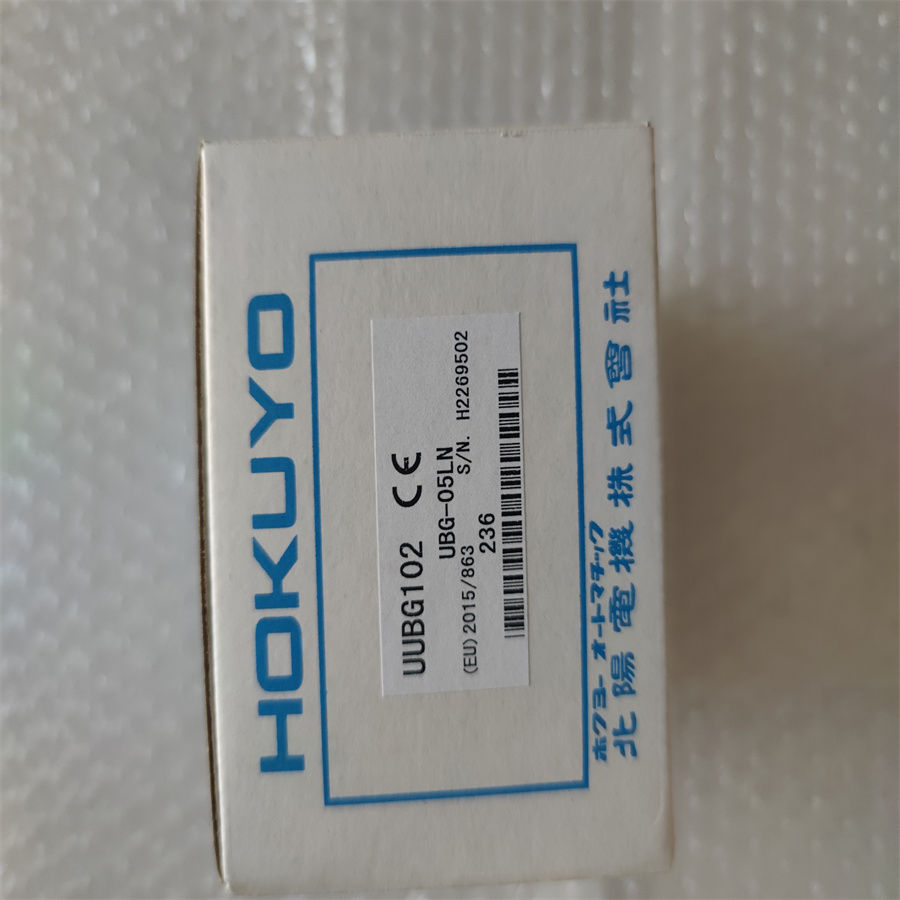 HOKUYO
UUBG102 CE
UBG-05LN
(EU)2015/863 S/N. H2269502
236
ホクヨー オートマチック
北陽電機株式會社